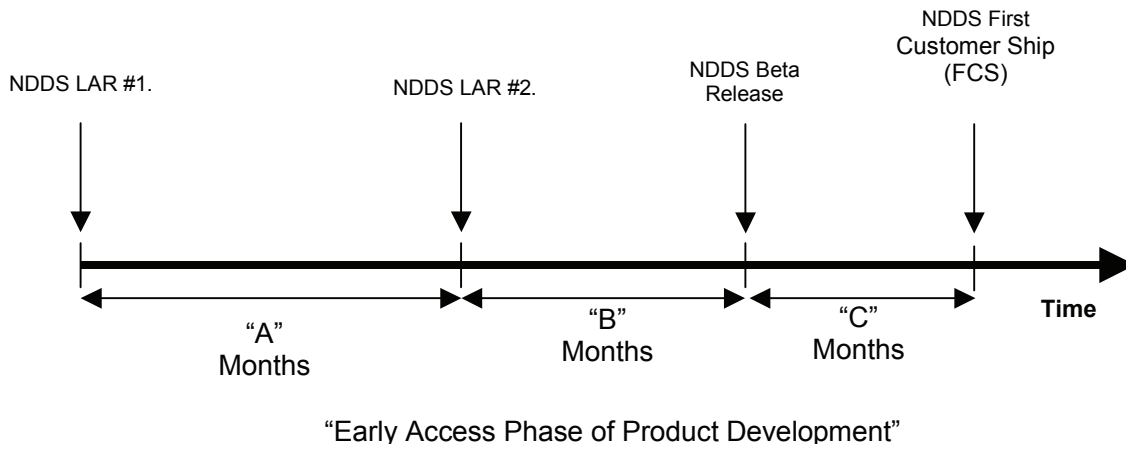 NDDS LAR #1.
NDDS LAR #2.
NDDS Beta
Release
NDDS First
Customer Ship
(FCS)
Time
“A”
Months
“B”
Months
“C”
Months
“Early Access Phase of Product Development”